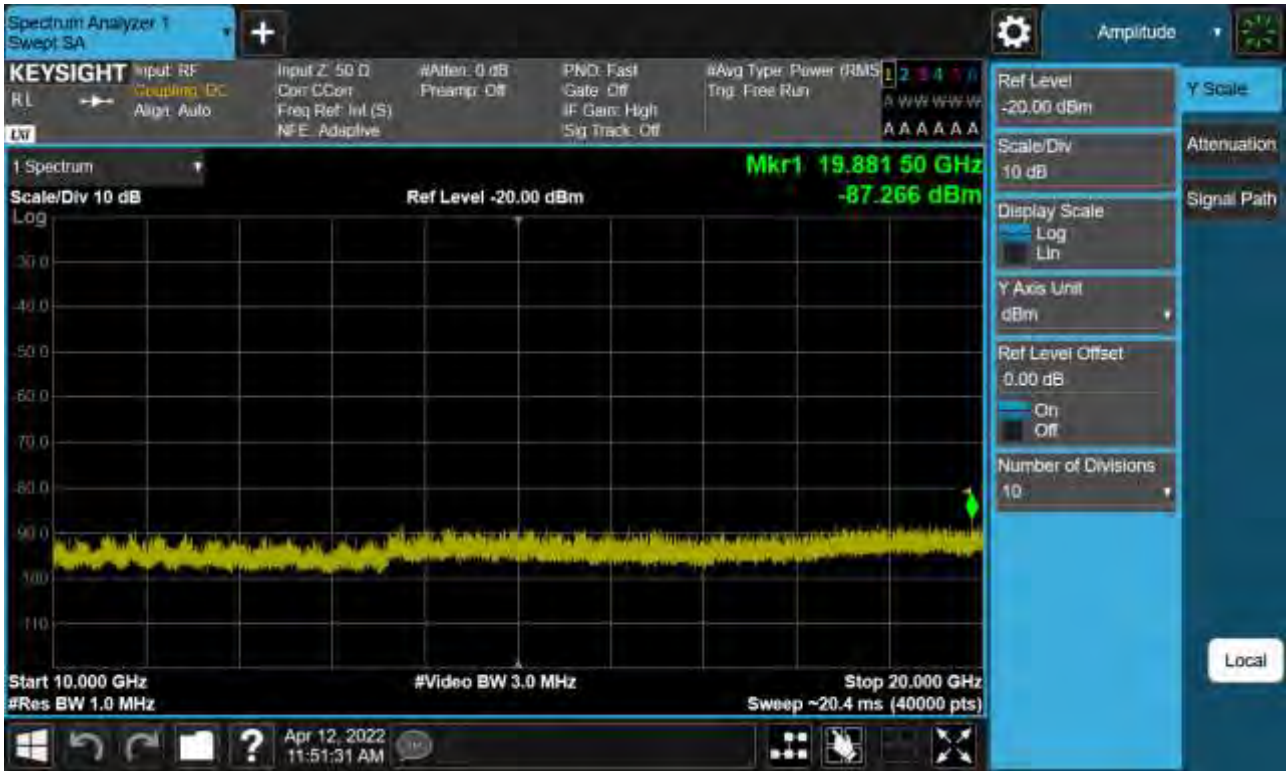 Spectrum Analyzer 1
Swept SA
+
Amplitude
KEYSIGHT
RL
Input: RF
Coupling: DC
Align: Auto
Input Z: 50 Ω
Corr CCorr
Freq Ref: Int (S)
NFE: Adaptive
#Atten: 0 dB
Preamp: Off
PNO: Fast
Gate: Off
IF Gain: High
Sig Track: Off
#Avg Type: Power (RMS
Trig: Free Run
1 2 3 4 5 6
A W W W W W
A A A A A A
1 Spectrum
Scale/Div 10 dB
Ref Level -20.00 dBm
Mkr1 19.881 50 GHz
-87.266 dBm
Log
-30.0
-40.0
-50.0
-60.0
-70.0
-80.0
-90.0
-100
-110
Start 10.000 GHz
#Res BW 1.0 MHz
#Video BW 3.0 MHz
Stop 20.000 GHz
Sweep ~20.4 ms (40000 pts)
Ref Level
-20.00 dBm
Scale/Div
10 dB
Display Scale
Log
Lin
Y Axis Unit
dBm
Ref Level Offset
0.00 dB
On
Off
Number of Divisions
10
Y Scale
Attenuation
Signal Path
Local
?
Apr 12, 2022
11:51:31 AM